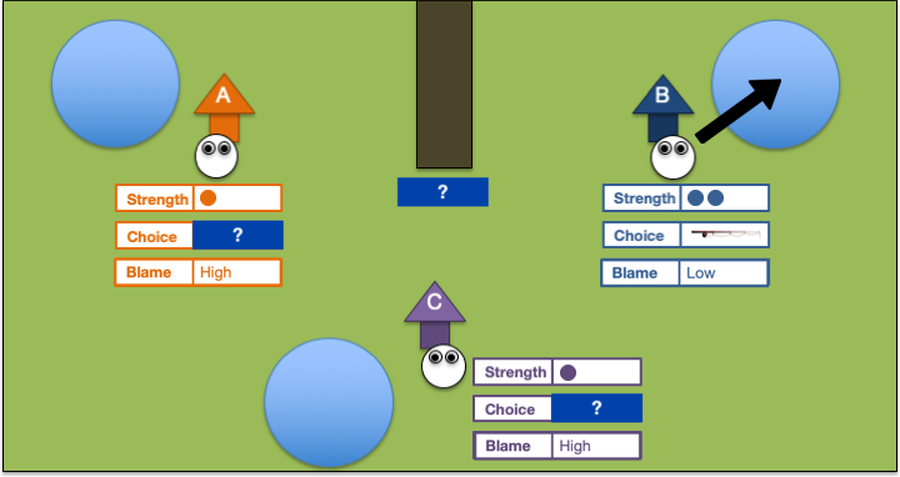 A
B
Strength
Choice ?
Blame High
?
Strength
Choice
Blame Low
C
Strength
Choice ?
Blame High